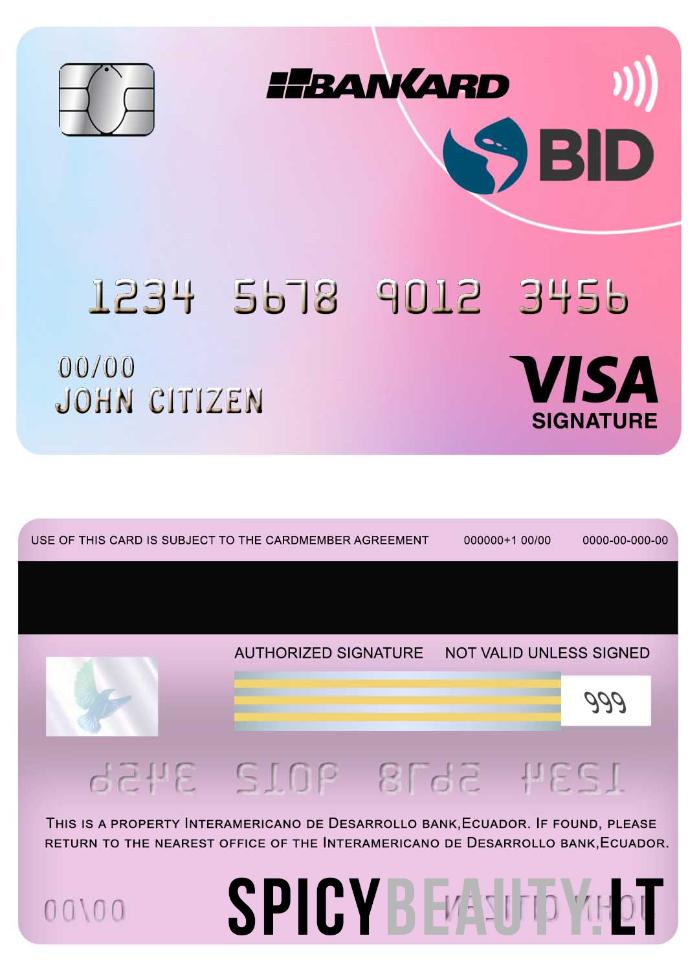 BANKARD
BID
1234 5678 9012 3456
00/00
JOHN CITIZEN
VISA
SIGNATURE
USE OF THIS CARD IS SUBJECT TO THE CARDMEMBER AGREEMENT 000000+1 00/00 0000-00-000-00
AUTHORIZED SIGNATURE NOT VALID UNLESS SIGNED
999
1234 5678 9012 3456
THIS IS A PROPERTY INTERAMERICANO DE DESARROLLO BANK,ECUADOR. IF FOUND, PLEASE
RETURN TO THE NEAREST OFFICE OF THE INTERAMERICANO DE DESARROLLO BANK,ECUADOR.
00/00
JOHN CITIZEN
SPICYBEAUTY.LT